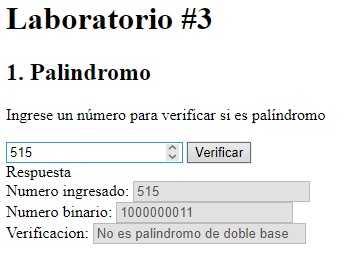 Laboratorio #3
1. Palindromo
Ingrese un número para verificar si es palíndromo
515 Verificar
Respuesta
Numero ingresado: 515
Numero binario: 1000000011
Verificacion: No es palindromo de doble base